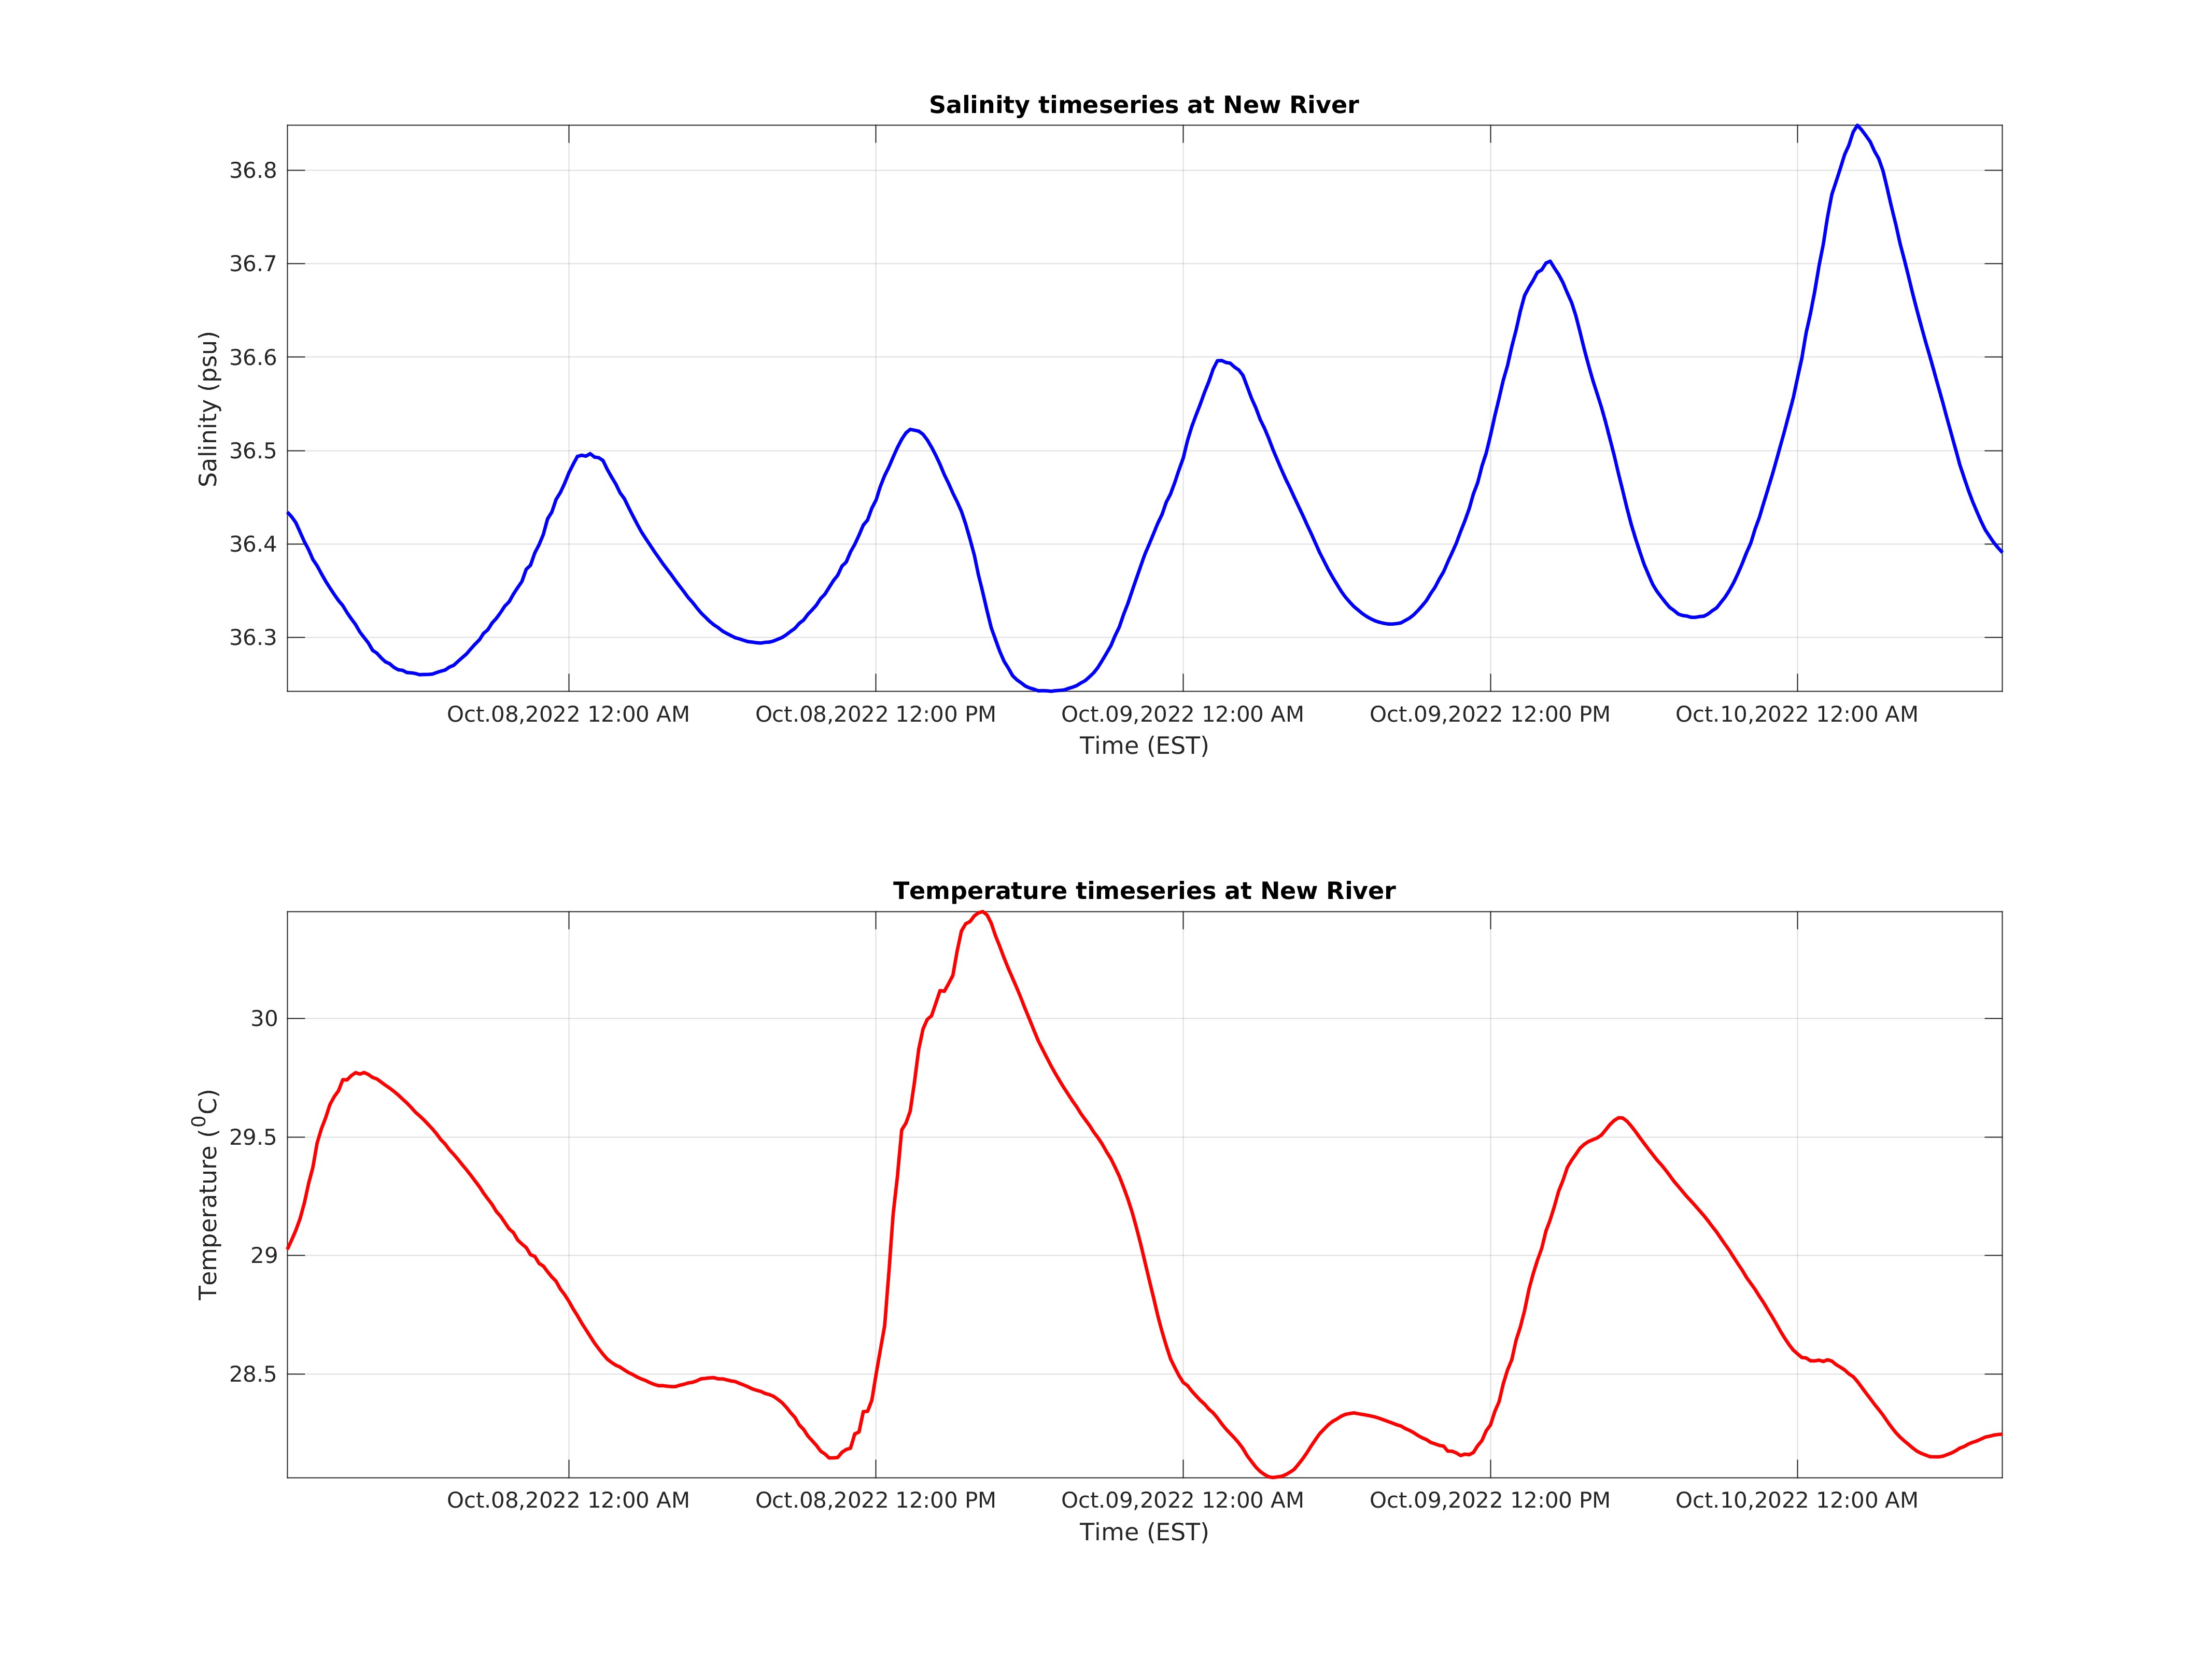 Salinity timeseries at New River
36.8
36.7
36.6
36.5
36.4
36.3
Salinity (psu)
Oct.08,2022 12:00 AM Oct.08,2022 12:00 PM Oct.09,2022 12:00 AM Oct.09,2022 12:00 PM Oct.10,2022 12:00 AM
Time (EST)
Temperature timeseries at New River
30
29.5
29
28.5
Temperature (⁰C)
Oct.08,2022 12:00 AM Oct.08,2022 12:00 PM Oct.09,2022 12:00 AM Oct.09,2022 12:00 PM Oct.10,2022 12:00 AM
Time (EST)